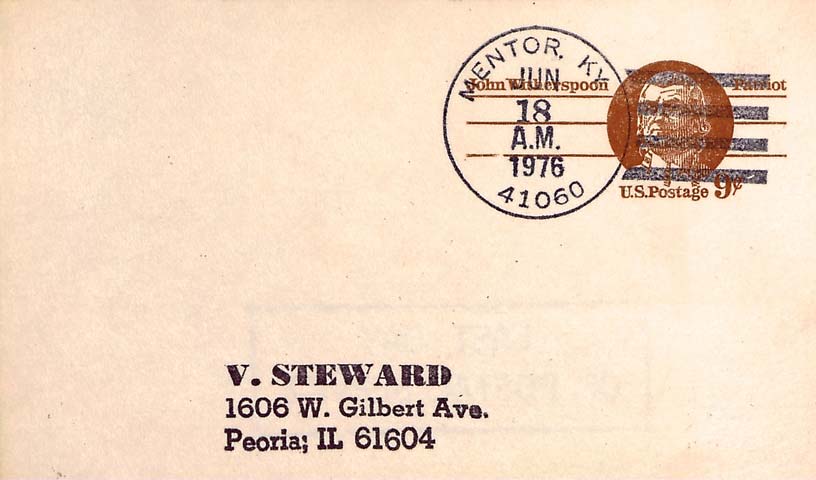 MENTOR, KY
JUN
18
A.M.
1976
41060
John Witherspoon Patriot
U.S. Postage 9¢
V. STEWARD
1606 W. Gilbert Ave.
Peoria; IL 61604